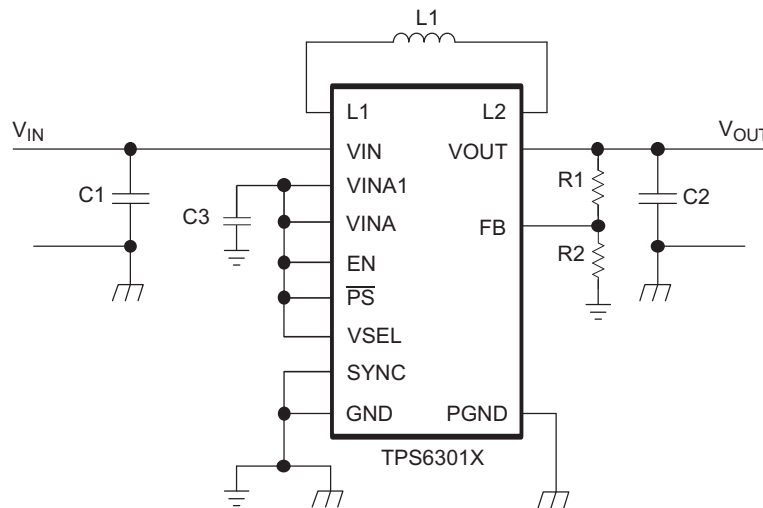 L1
L1
L2
V_IN
V_OUT
VIN
VOUT
C1
VINA1
R1
C3
VINA
FB
C2
EN
R2
P̅S̅
VSEL
SYNC
GND
PGND
TPS6301X